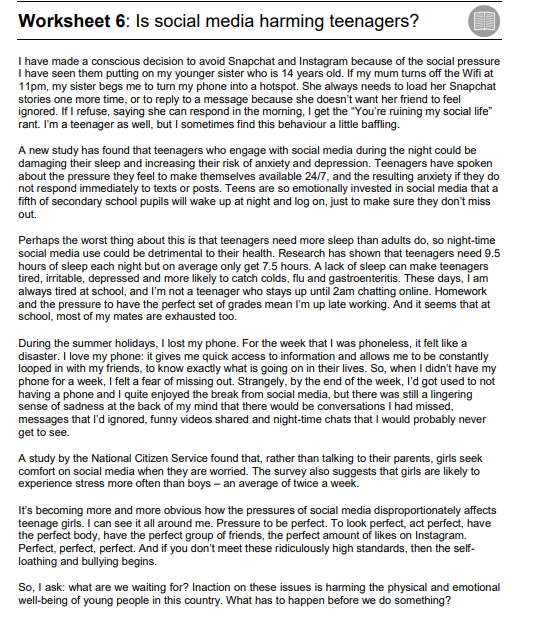 Worksheet 6: Is social media harming teenagers?
I have made a conscious decision to avoid Snapchat and Instagram because of the social pressure
I have seen them putting on my younger sister who is 14 years old. If my mum turns off the Wifi at
11pm, my sister begs me to turn my phone into a hotspot. She always needs to load her Snapchat
stories one more time, or to reply to a message because she doesn’t want her friend to feel
ignored. If I refuse, saying she can respond in the morning, I get the “You’re ruining my social life”
rant. I’m a teenager as well, but I sometimes find this behaviour a little baffling.
A new study has found that teenagers who engage with social media during the night could be
damaging their sleep and increasing their risk of anxiety and depression. Teenagers have spoken
about the pressure they feel to make themselves available 24/7, and the resulting anxiety if they do
not respond immediately to texts or posts. Teens are so emotionally invested in social media that a
fifth of secondary school pupils will wake up at night and log on, just to make sure they don’t miss
out.
Perhaps the worst thing about this is that teenagers need more sleep than adults do, so night-time
social media use could be detrimental to their health. Research has shown that teenagers need 9.5
hours of sleep each night but on average only get 7.5 hours. A lack of sleep can make teenagers
tired, irritable, depressed and more likely to catch colds, flu and gastroenteritis. These days, I am
always tired at school, and I’m not a teenager who stays up until 2am chatting online. Homework
and the pressure to have the perfect set of grades mean I’m up late working. And it seems that at
school, most of my mates are exhausted too.
During the summer holidays, I lost my phone. For the week that I was phoneless, it felt like a
disaster. I love my phone: it gives me quick access to information and allows me to be constantly
looped in with my friends, to know exactly what is going on in their lives. So, when I didn’t have my
phone for a week, I felt a fear of missing out. Strangely, by the end of the week, I’d got used to not
having a phone and I quite enjoyed the break from social media, but there was still a lingering
sense of sadness at the back of my mind that there would be conversations I had missed,
messages that I’d ignored, funny videos shared and night-time chats that I would probably never
get to see.
A study by the National Citizen Service found that, rather than talking to their parents, girls seek
comfort on social media when they are worried. The survey also suggests that girls are likely to
experience stress more often than boys – an average of twice a week.
It’s becoming more and more obvious how the pressures of social media disproportionately affects
teenage girls. I can see it all around me. Pressure to be perfect. To look perfect, act perfect, have
the perfect body, have the perfect group of friends, the perfect amount of likes on Instagram.
Perfect, perfect, perfect. And if you don’t meet these ridiculously high standards, then the self-
loathing and bullying begins.
So, I ask: what are we waiting for? Inaction on these issues is harming the physical and emotional
well-being of young people in this country. What has to happen before we do something?